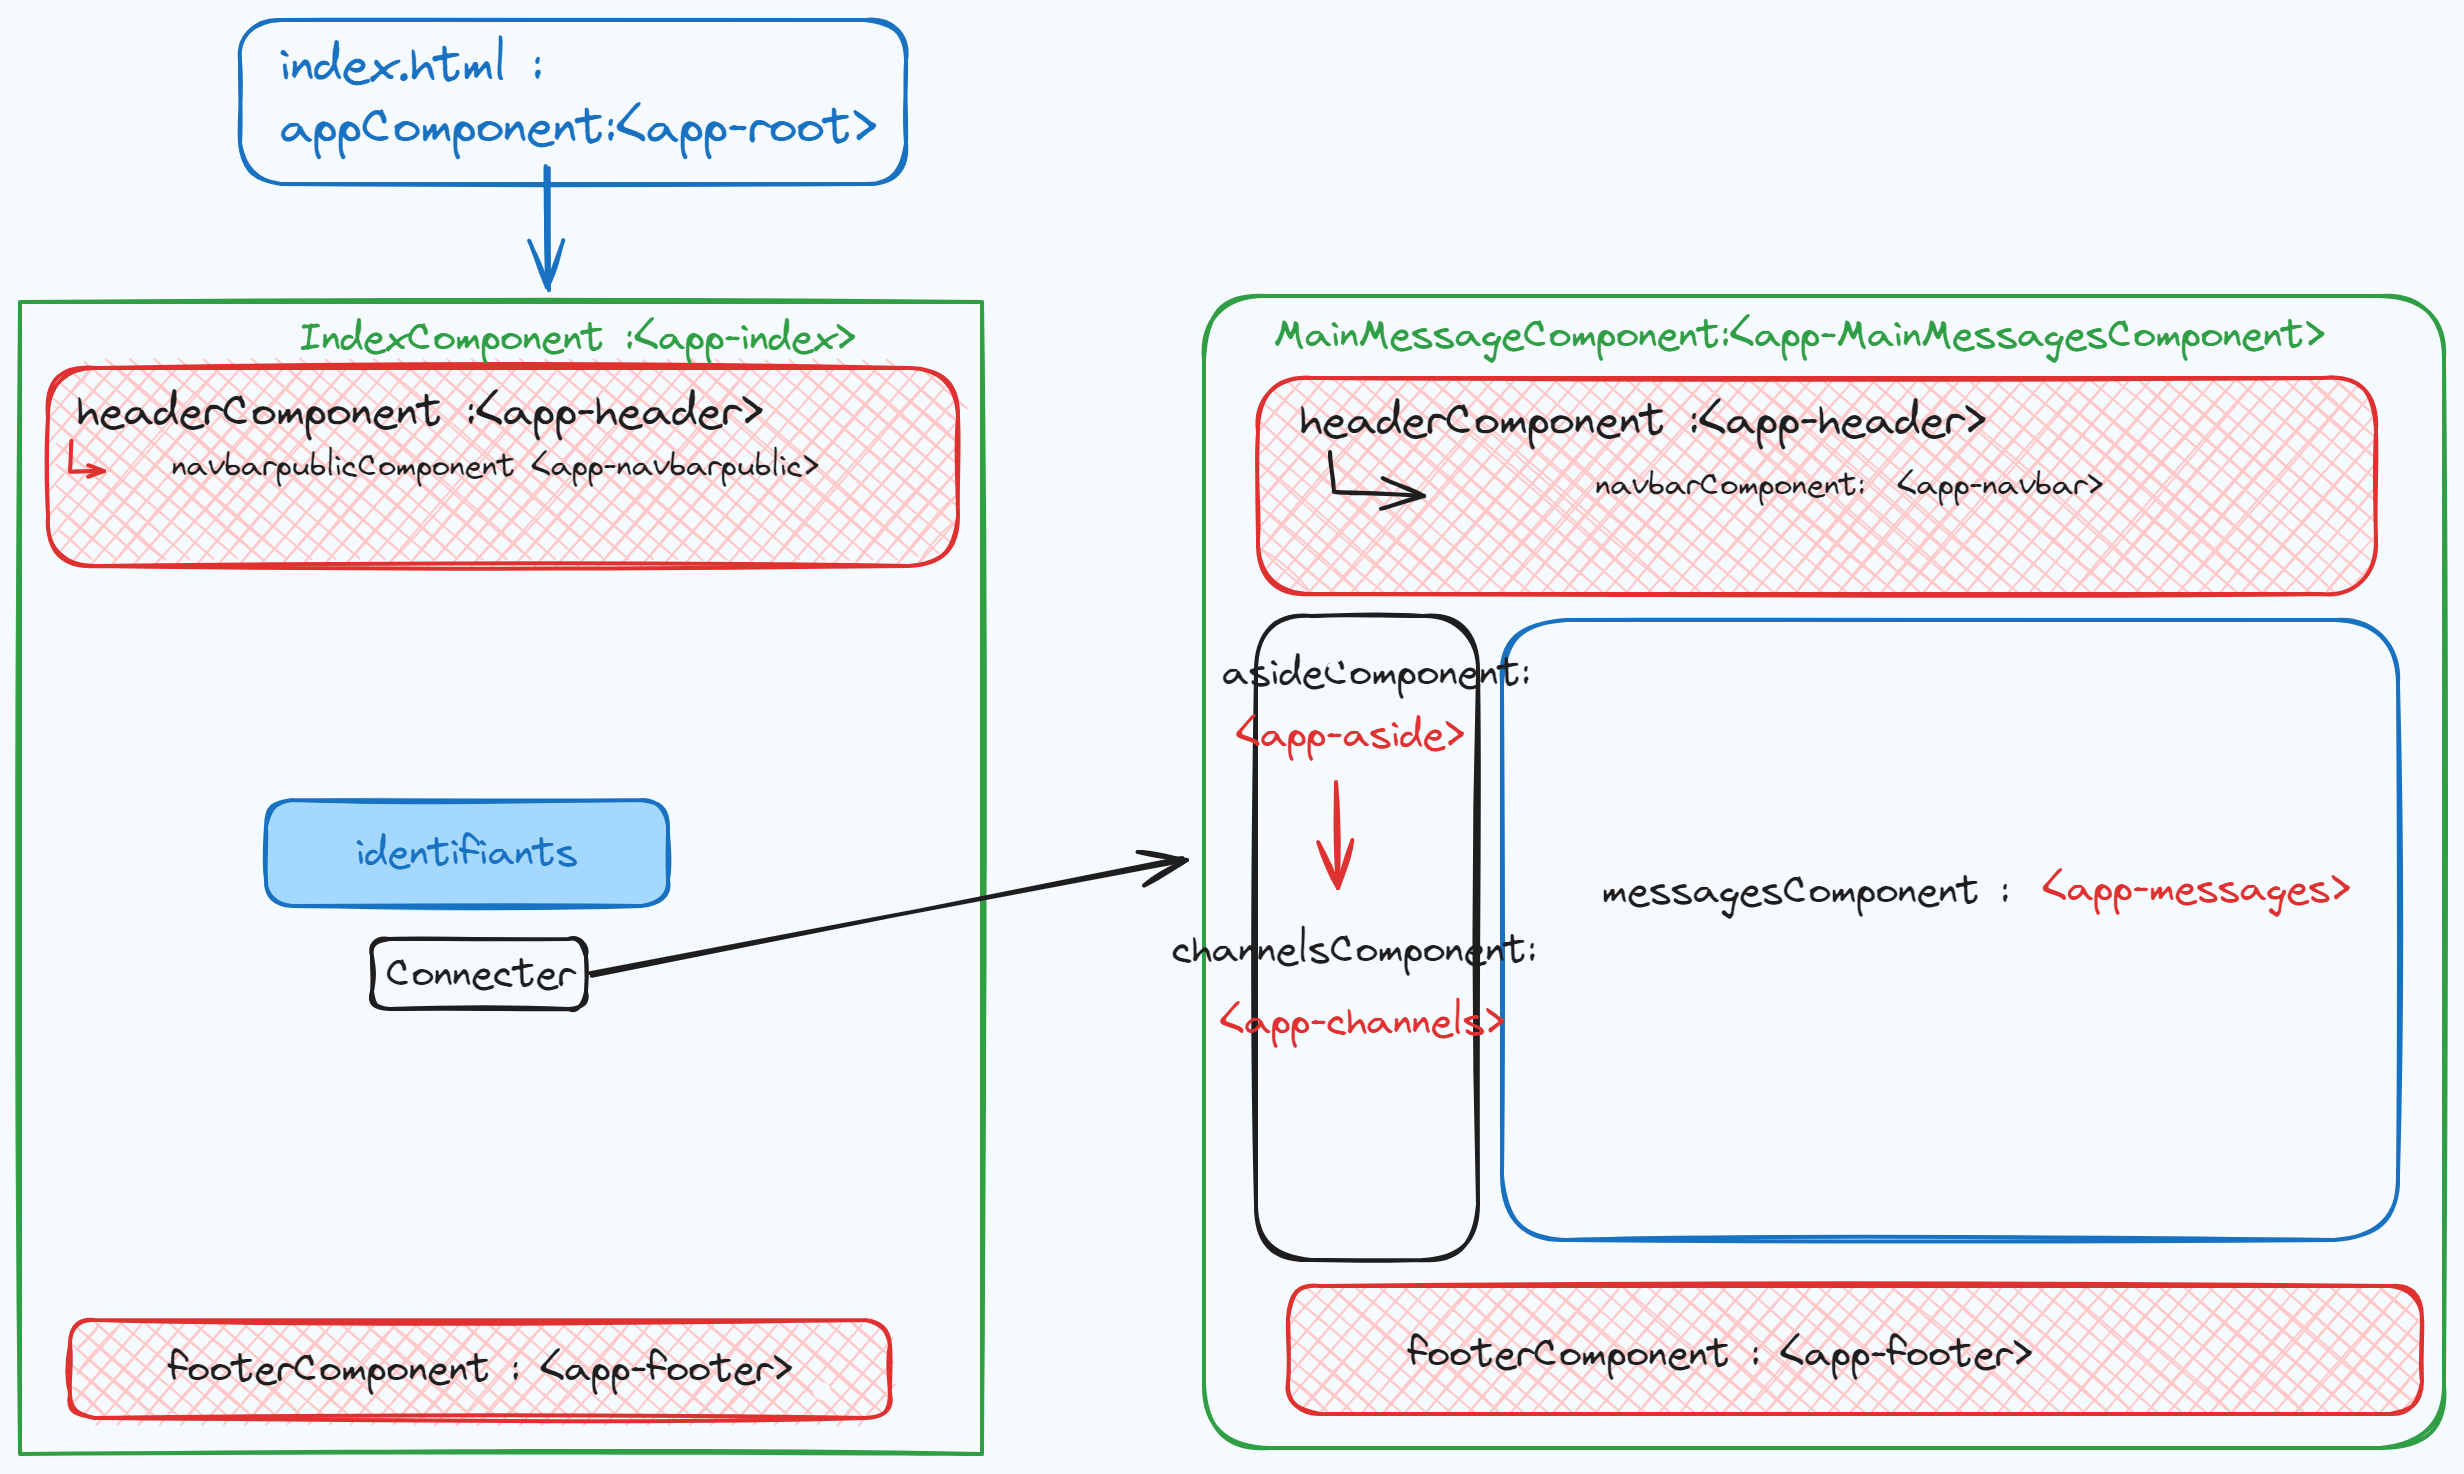 index.html :
appComponent:<app-root>
IndexComponent :<app-index>
headerComponent :<app-header>
navbarpublicComponent <app-navbarpublic>
identifiants
Connecter
footerComponent : <app-footer>
MainMessageComponent:<app-MainMessagesComponent>
headerComponent :<app-header>
navbarComponent: <app-navbar>
asideComponent:
<app-aside>
channelsComponent:
<app-channels>
messagesComponent : <app-messages>
footerComponent : <app-footer>